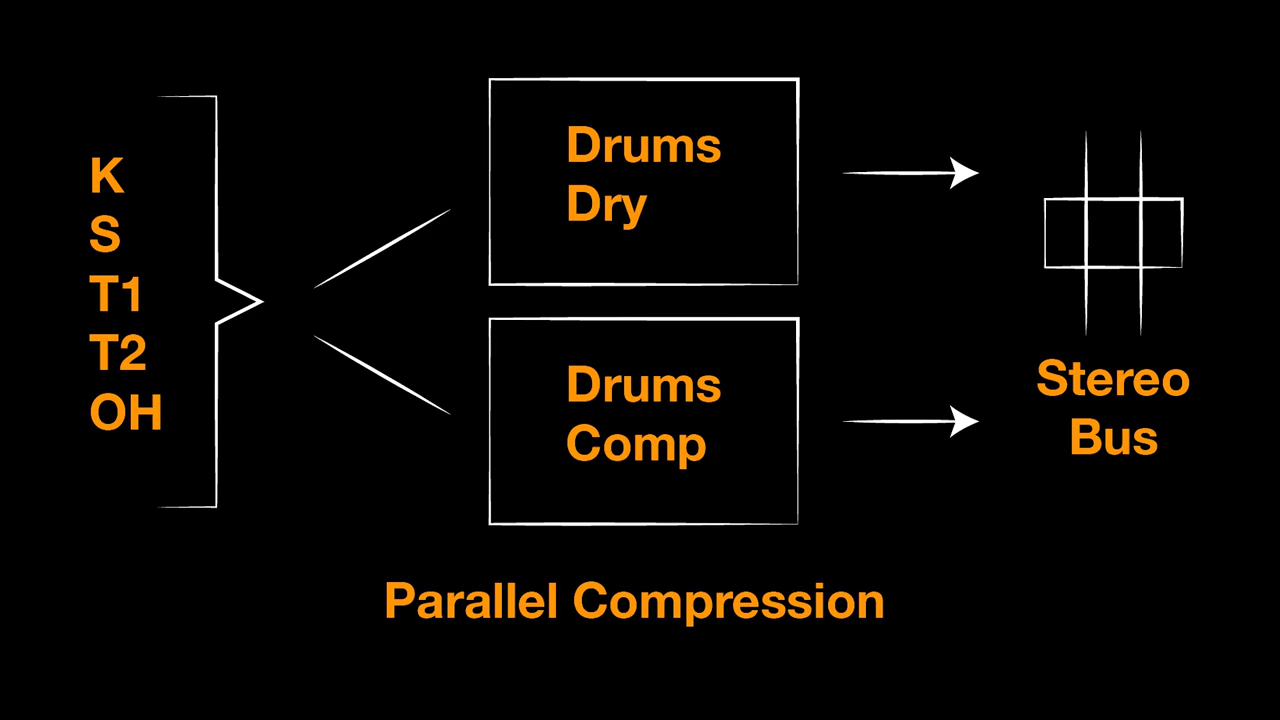 K
S
T1
T2
OH
Drums
Dry
Drums
Comp
Stereo
Bus
Parallel Compression